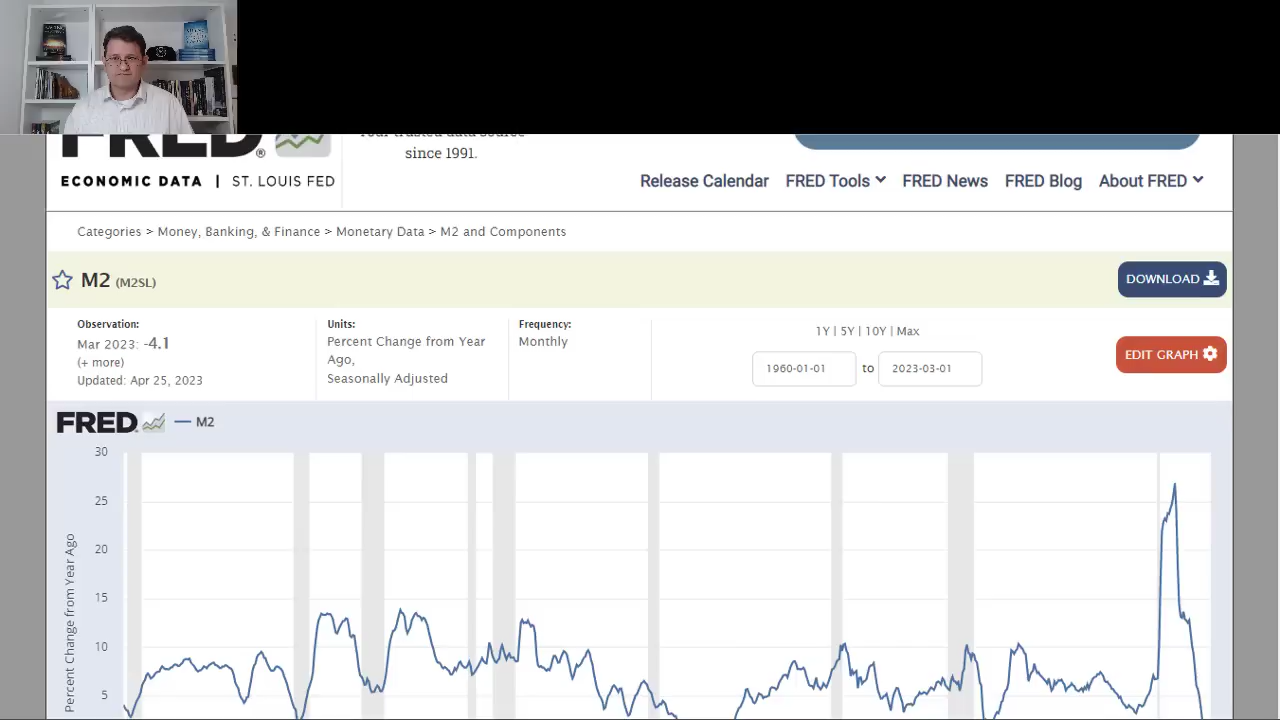 FRED®
Your trusted data source
since 1991.
ECONOMIC DATA | ST. LOUIS FED
Release Calendar FRED Tools FRED News FRED Blog About FRED
Categories > Money, Banking, & Finance > Monetary Data > M2 and Components
M2 (M2SL)
DOWNLOAD
Observation:
Mar 2023: -4.1
(+ more)
Updated: Apr 25, 2023
Units:
Percent Change from Year
Ago,
Seasonally Adjusted
Frequency:
Monthly
1Y | 5Y | 10Y | Max
1960-01-01 to 2023-03-01
EDIT GRAPH
FRED M2
Percent Change from Year Ago
30
25
20
15
10
5